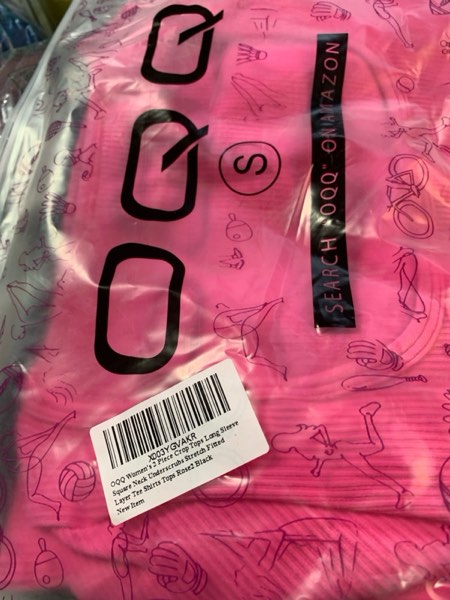 OQQ
S
SEARCH "OQQ" ON AMAZON
X003YGVAKR
OQQ Women's 2 Piece Crop Tops Long Sleeve
Square Neck Underscrubs Stretch Fitted
Layer Tee Shirts Tops Rose2 Black
New Item